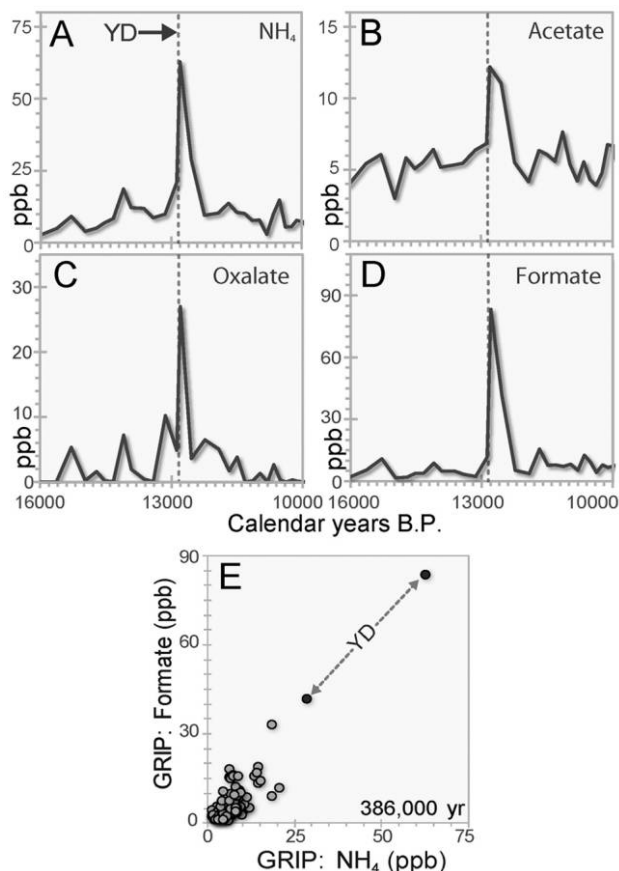 A YD NH₄
75
50
25
0
ppb
B Acetate
15
10
5
0
ppb
C Oxalate
30
20
10
0
ppb
16000 13000 10000
D Formate
90
60
30
0
ppb
16000 13000 10000
Calendar years B.P.
E
90
60
30
0
GRIP: Formate (ppb)
YD
386,000 yr
0 25 50 75
GRIP: NH₄ (ppb)